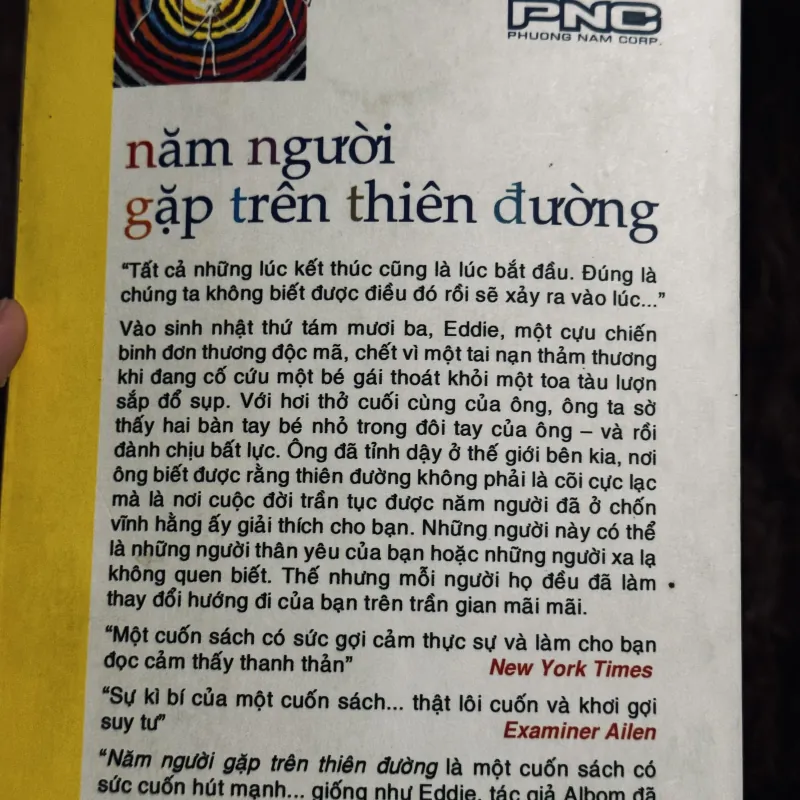 PNC
PHUONG NAM CORP.
năm người
gặp trên thiên đường
“Tất cả những lúc kết thúc cũng là lúc bắt đầu. Đúng là
chúng ta không biết được điều đó rồi sẽ xảy ra vào lúc...”
Vào sinh nhật thứ tám mươi ba, Eddie, một cựu chiến
binh đơn thương độc mã, chết vì một tai nạn thảm thương
khi đang cố cứu một bé gái thoát khỏi một toa tàu lượn
sắp đổ sụp. Với hơi thở cuối cùng của ông, ông ta sờ
thấy hai bàn tay bé nhỏ trong đôi tay của ông – và rồi
đành chịu bất lực. Ông đã tỉnh dậy ở thế giới bên kia, nơi
ông biết được rằng thiên đường không phải là cõi cực lạc
mà là nơi cuộc đời trần tục được năm người đã ở chốn
vĩnh hằng ấy giải thích cho bạn. Những người này có thể
là những người thân yêu của bạn hoặc những người xa lạ
không quen biết. Thế nhưng mỗi người họ đều đã làm
thay đổi hướng đi của bạn trên trần gian mãi mãi.
“Một cuốn sách có sức gợi cảm thực sự và làm cho bạn
đọc cảm thấy thanh thản” New York Times
“Sự kì bí của một cuốn sách... thật lôi cuốn và khơi gợi
suy tư” Examiner Ailen
“Năm người gặp trên thiên đường là một cuốn sách có
sức cuốn hút mạnh... giống như Eddie, tác giả Albom đã